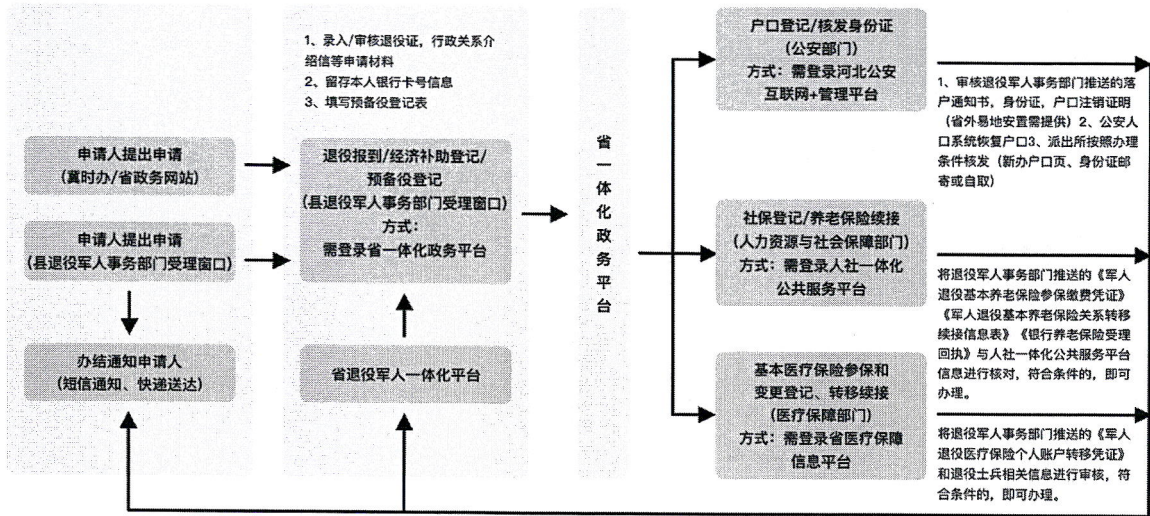 1、录入/审核退役证，行政关系介
绍信等申请材料
2、留存本人银行卡号信息
3、填写预备役登记表
申请人提出申请
(冀时办/省政务网站)
申请人提出申请
(县退役军人事务部门受理窗口)
办结通知申请人
(短信通知、快递送达)
退役报到/经济补助登记/
预备役登记
(县退役军人事务部门受理窗口)
方式：
需登录省一体化政务平台
省退役军人一体化平台
省一体化政务平台
户口登记/核发身份证
(公安部门)
方式：需登录河北公安
互联网+管理平台
1、审核退役军人事务部门推送的落
户通知书，身份证，户口注销证明
（省外易地安置需提供）2、公安人
口系统恢复户口3、派出所按照办理
条件核发（新办户口页、身份证邮
寄或自取）
社保登记/养老保险续接
(人力资源与社会保障部门)
方式：需登录人社一体化
公共服务平台
将退役军人事务部门推送的《军人
退役基本养老保险参保缴费凭证》
《军人退役基本养老保险关系转移
续接信息表》《银行养老保险受理
回执》与人社一体化公共服务平台
信息进行核对，符合条件的，即可
办理。
基本医疗保险参保和
变更登记、转移续接
(医疗保障部门)
方式：需登录省医疗保障
信息平台
将退役军人事务部门推送的《军人
退役医疗保险个人账户转移凭证》
和退役士兵相关信息进行审核，符
合条件的，即可办理。